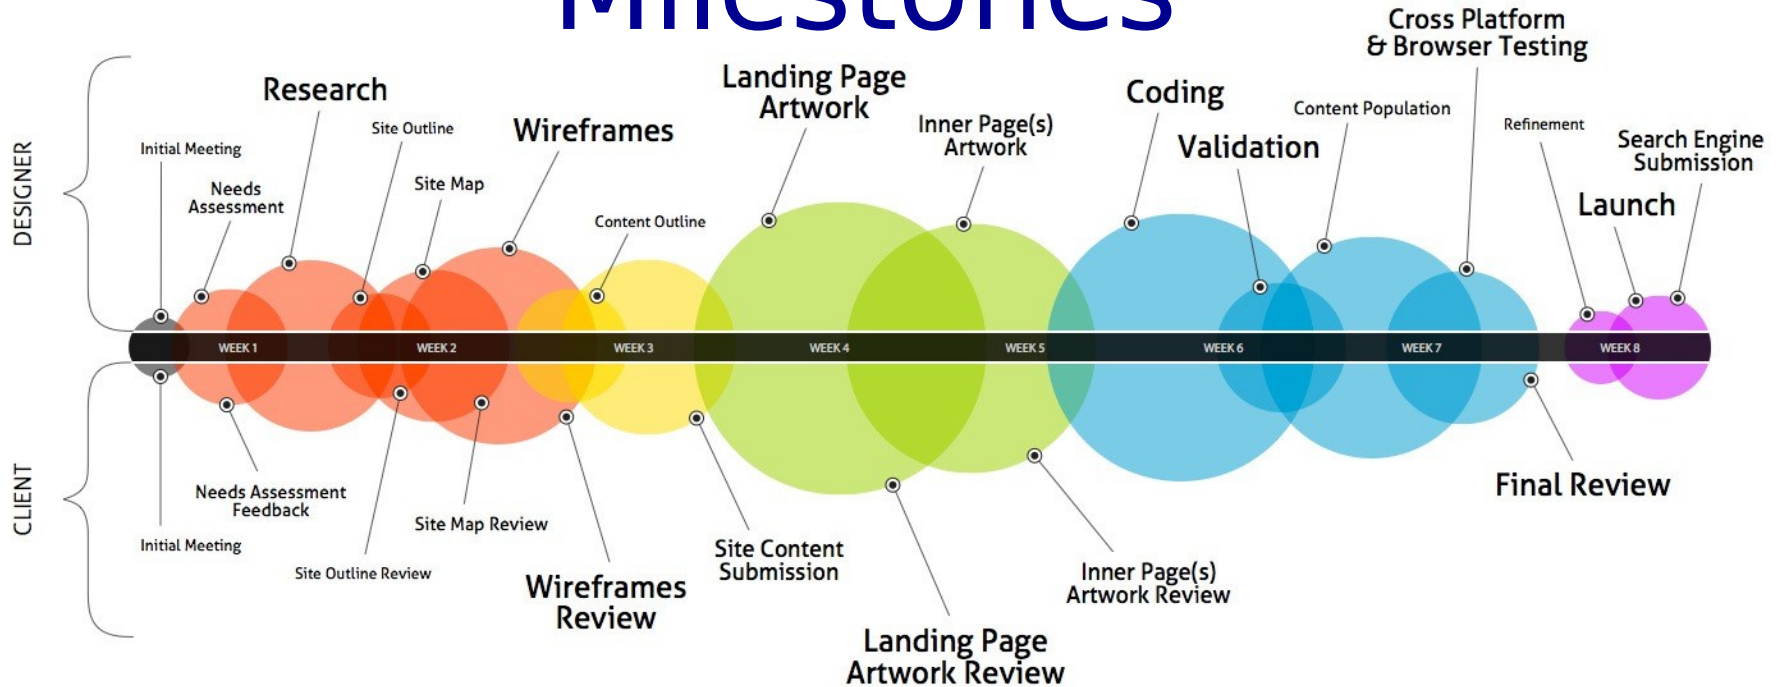 Milestones
Cross Platform
& Browser Testing
Landing Page
Artwork
Research
Coding
Content Population
Inner Page(s)
Artwork
Site Outline
Wireframes
Refinement
Search Engine
Submission
Initial Meeting
Validation
Needs
Assessment
Site Map
Launch
Content Outline
DESIGNER
WEEK 1
WEEK 2
WEEK 3
WEEK 4
WEEK 5
WEEK 6
WEEK 7
WEEK 8
CLIENT
Needs Assessment
Feedback
Final Review
Site Map Review
Initial Meeting
Site Content
Submission
Site Outline Review
Inner Page(s)
Artwork Review
Wireframes
Review
Landing Page
Artwork Review